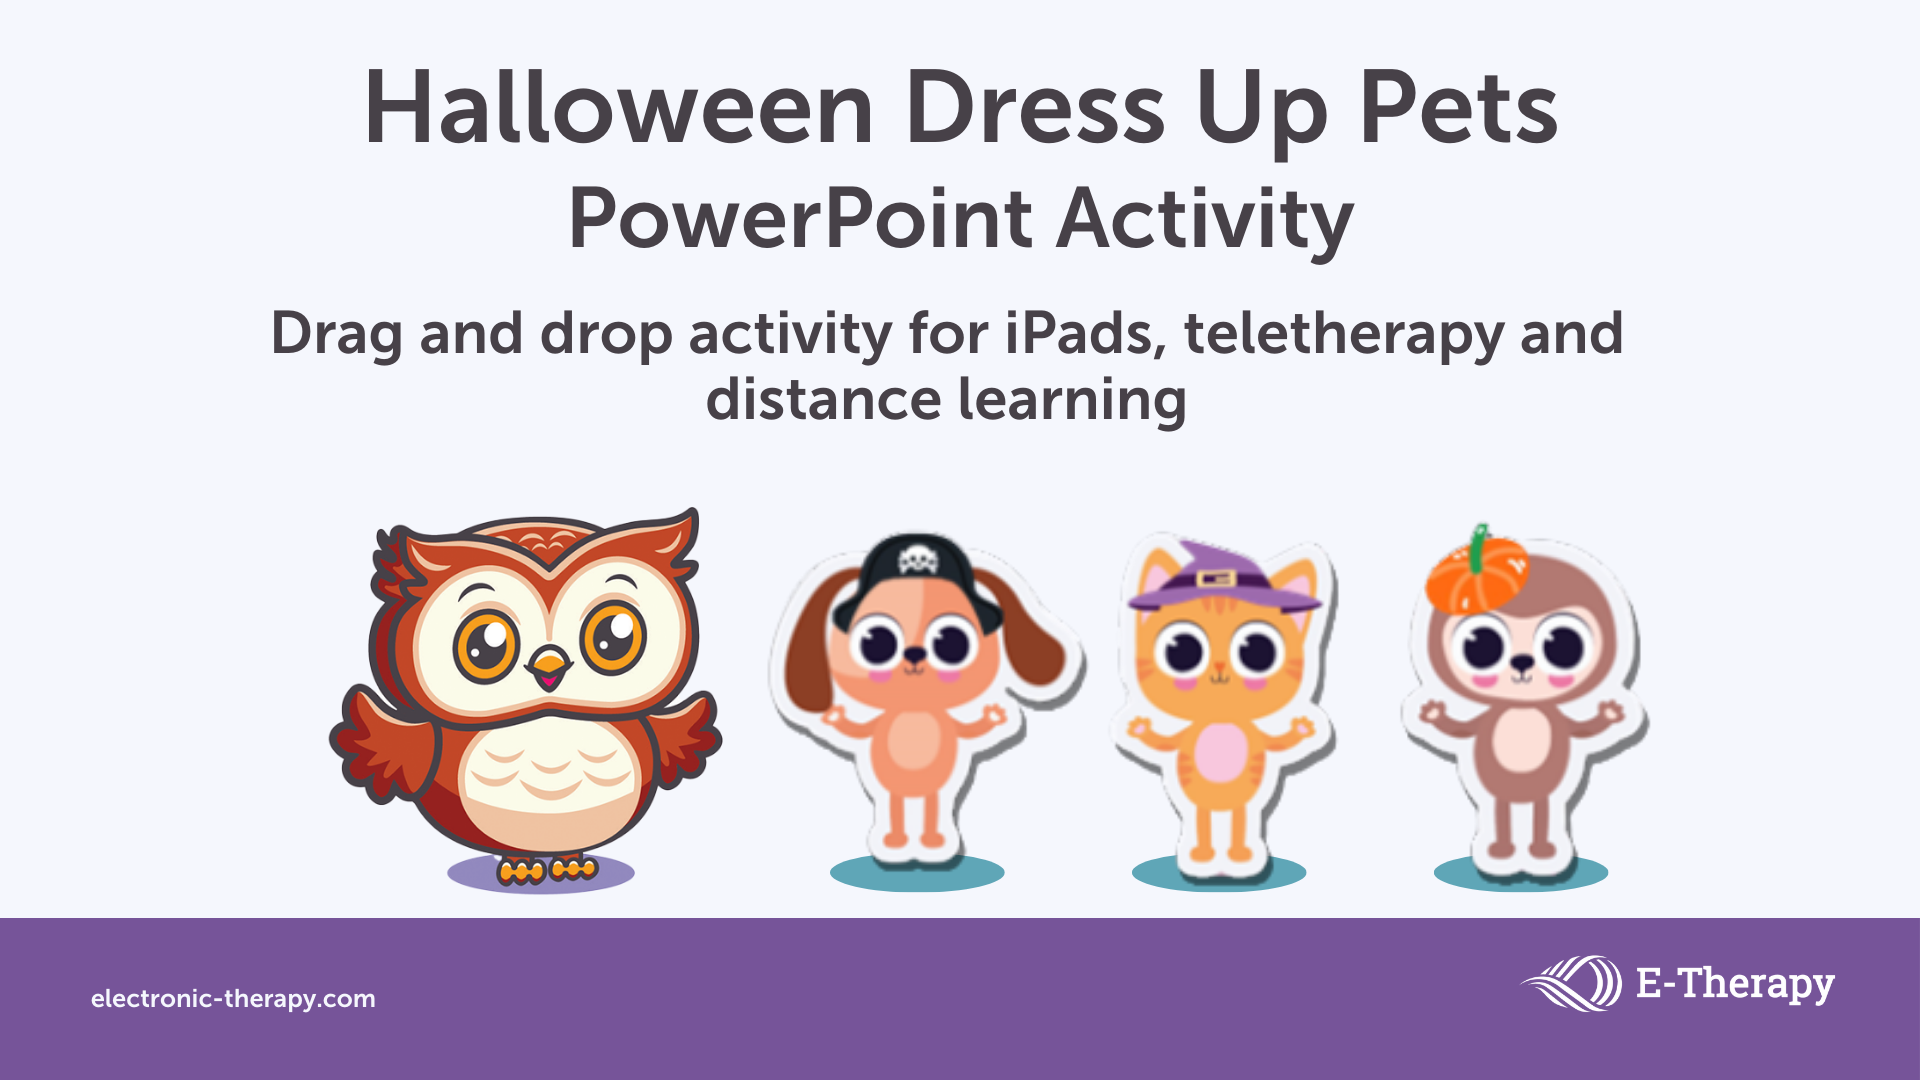 Halloween Dress Up Pets
PowerPoint Activity
Drag and drop activity for iPads, teletherapy and
distance learning
electronic-therapy.com
E-Therapy